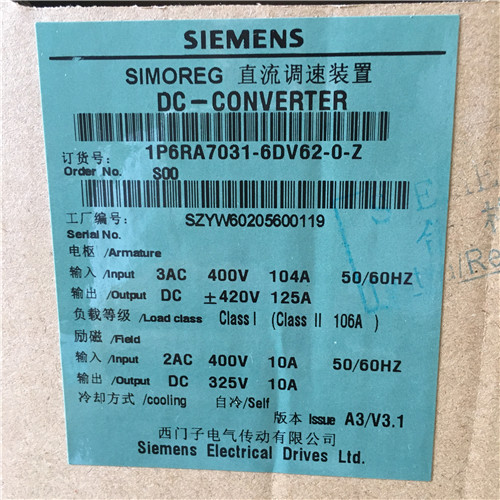 SIEMENS
SIMOREG 直流调速装置
DC-CONVERTER
订货号: 1P6RA7031-6DV62-0-Z
Order No. S00
工厂编号: SZYW60205600119
Serial No.
电枢 /Armature
输入 /Input 3AC 400V 104A 50/60HZ
输出 /Output DC ±420V 125A
负载等级 /Load class Class I (Class II 106A )
励磁 /Field
输入 /Input 2AC 400V 10A 50/60HZ
输出 /Output DC 325V 10A
冷却方式 /cooling 自冷/Self
版本 Issue A3/V3.1
西门子电气传动有限公司
Siemens Electrical Drives Ltd.